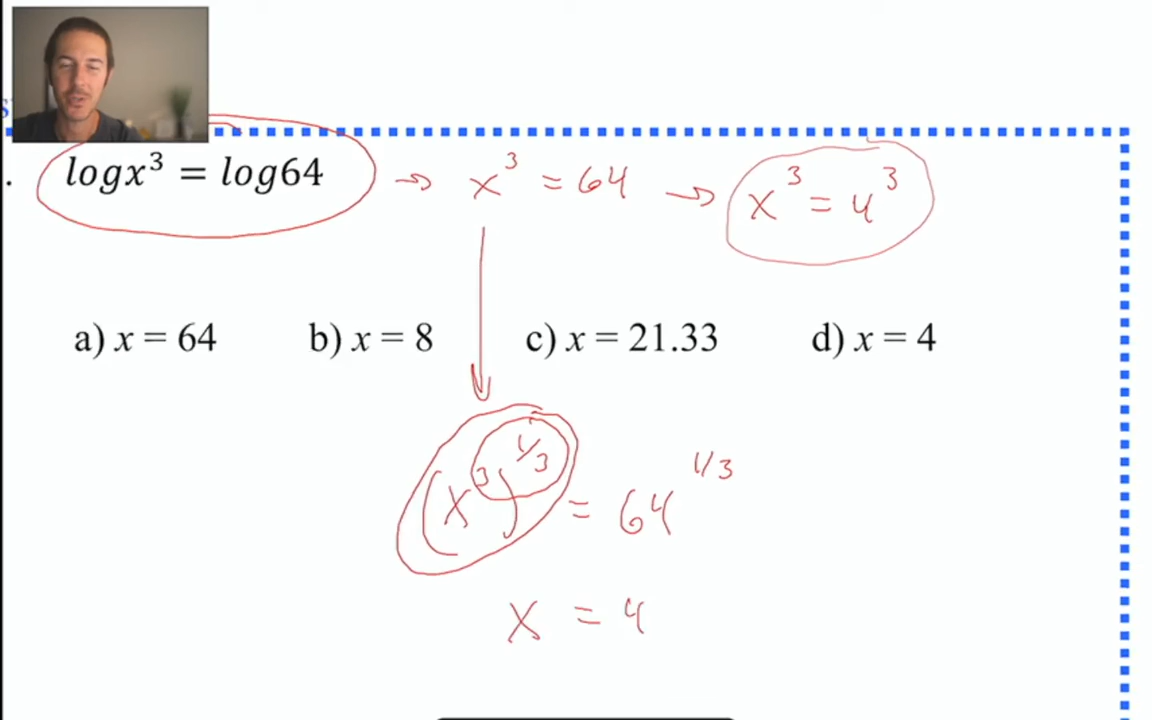 . logx³ = log64 → x³ = 64 → x³ = 4³
a) x = 64 b) x = 8 c) x = 21.33 d) x = 4
(x³)^1/3 = 64^1/3
x = 4